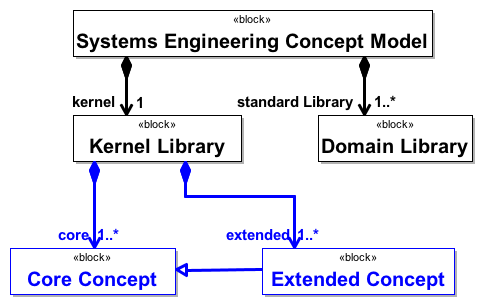 «block»
Systems Engineering Concept Model
kernel 1 standard Library 1..*
«block» «block»
Kernel Library Domain Library
core 1..* extended 1..*
«block» «block»
Core Concept Extended Concept